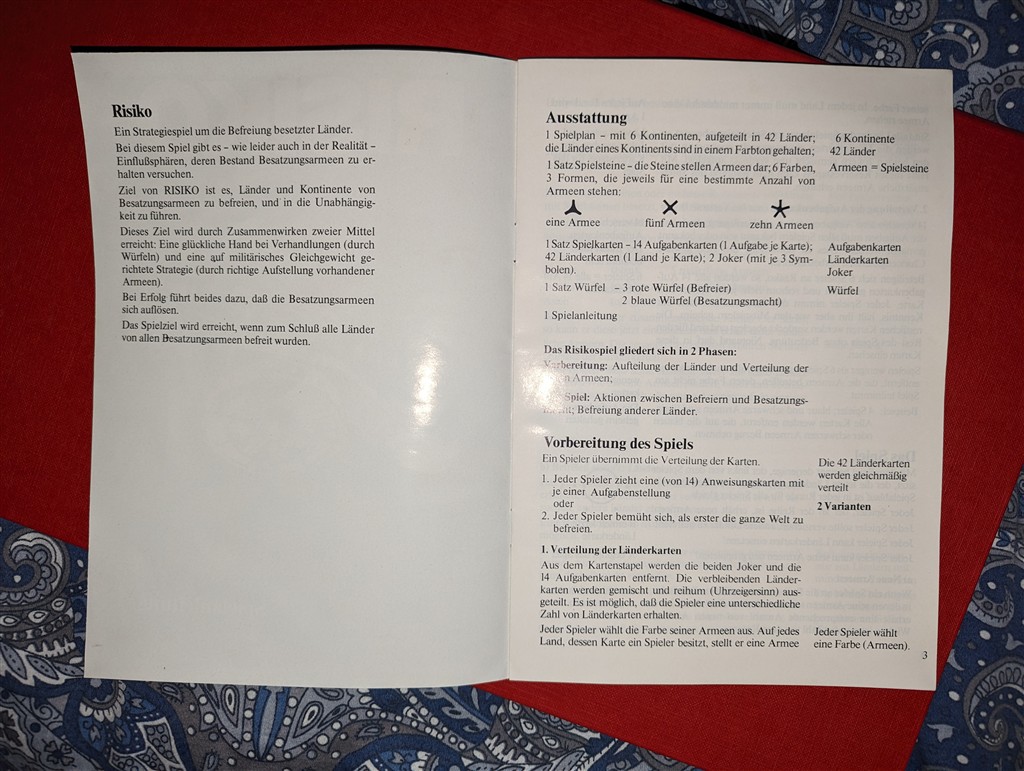 Risiko
Ein Strategiespiel um die Befreiung besetzter Länder.
Bei diesem Spiel gibt es – wie leider auch in der Realität –
Einflußsphären, deren Bestand Besatzungsarmeen zu er-
halten versuchen.
Ziel von RISIKO ist es, Länder und Kontinente von
Besatzungsarmeen zu befreien, und in die Unabhängig-
keit zu führen.
Dieses Ziel wird durch Zusammenwirken zweier Mittel
erreicht: Eine glückliche Hand bei Verhandlungen (durch
Würfeln) und eine auf militärisches Gleichgewicht ge-
richtete Strategie (durch richtige Aufstellung vorhandener
Armeen).
Bei Erfolg führt beides dazu, daß die Besatzungsarmeen
sich auflösen.
Das Spielziel wird erreicht, wenn zum Schluß alle Länder
von allen Besatzungsarmeen befreit wurden.
Ausstattung
1 Spielplan – mit 6 Kontinenten, aufgeteilt in 42 Länder;
die Länder eines Kontinents sind in einem Farbton gehalten;
6 Kontinente
42 Länder
1 Satz Spielsteine – die Steine stellen Armeen dar; 6 Farben,
3 Formen, die jeweils für eine bestimmte Anzahl von
Armeen stehen:
Armeen = Spielsteine
eine Armee fünf Armeen zehn Armeen
1 Satz Spielkarten – 14 Aufgabenkarten (1 Aufgabe je Karte);
42 Länderkarten (1 Land je Karte); 2 Joker (mit je 3 Sym-
bolen).
Aufgabenkarten
Länderkarten
Joker
1 Satz Würfel – 3 rote Würfel (Befreier)
2 blaue Würfel (Besatzungsmacht)
Würfel
1 Spielanleitung
Das Risikospiel gliedert sich in 2 Phasen:
Vorbereitung: Aufteilung der Länder und Verteilung der
Armeen;
Spiel: Aktionen zwischen Befreiern und Besatzungs-
macht; Befreiung anderer Länder.
Vorbereitung des Spiels
Ein Spieler übernimmt die Verteilung der Karten.
1. Jeder Spieler zieht eine (von 14) Anweisungskarten mit
je einer Aufgabenstellung
oder
2. Jeder Spieler bemüht sich, als erster die ganze Welt zu
befreien.
Die 42 Länderkarten
werden gleichmäßig
verteilt
2 Varianten
1. Verteilung der Länderkarten
Aus dem Kartenstapel werden die beiden Joker und die
14 Aufgabenkarten entfernt. Die verbleibenden Länder-
karten werden gemischt und reihum (Uhrzeigersinn) aus-
geteilt. Es ist möglich, daß die Spieler eine unterschiedliche
Zahl von Länderkarten erhalten.
Jeder Spieler wählt die Farbe seiner Armeen aus. Auf jedes
Land, dessen Karte ein Spieler besitzt, stellt er eine Armee
Jeder Spieler wählt
eine Farbe (Armeen).
3